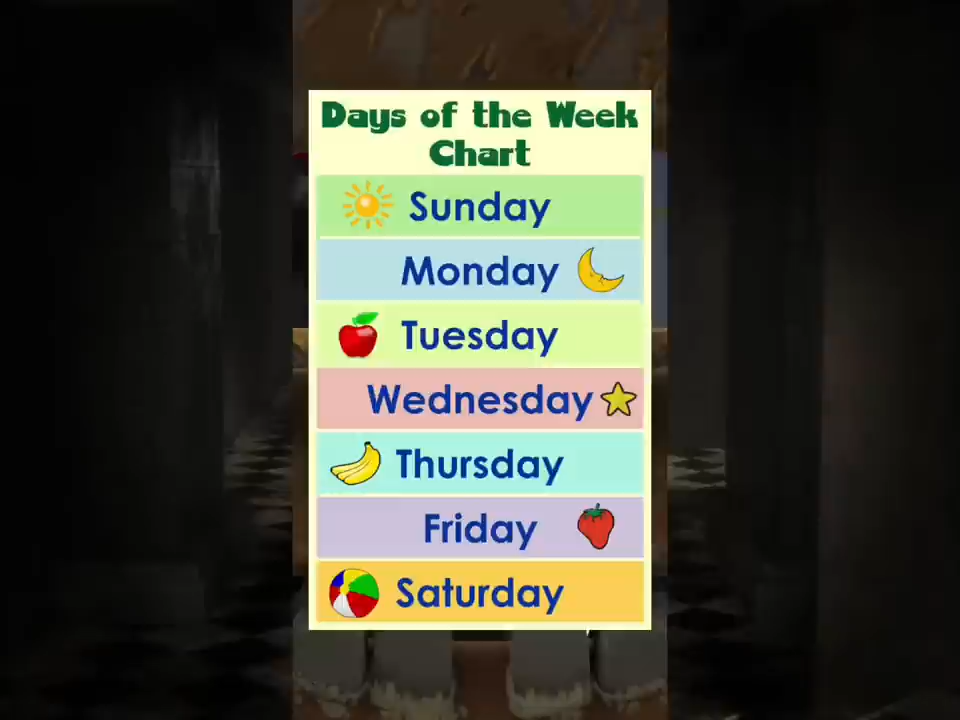 Days of the Week
Chart
Sunday
Monday
Tuesday
Wednesday
Thursday
Friday
Saturday